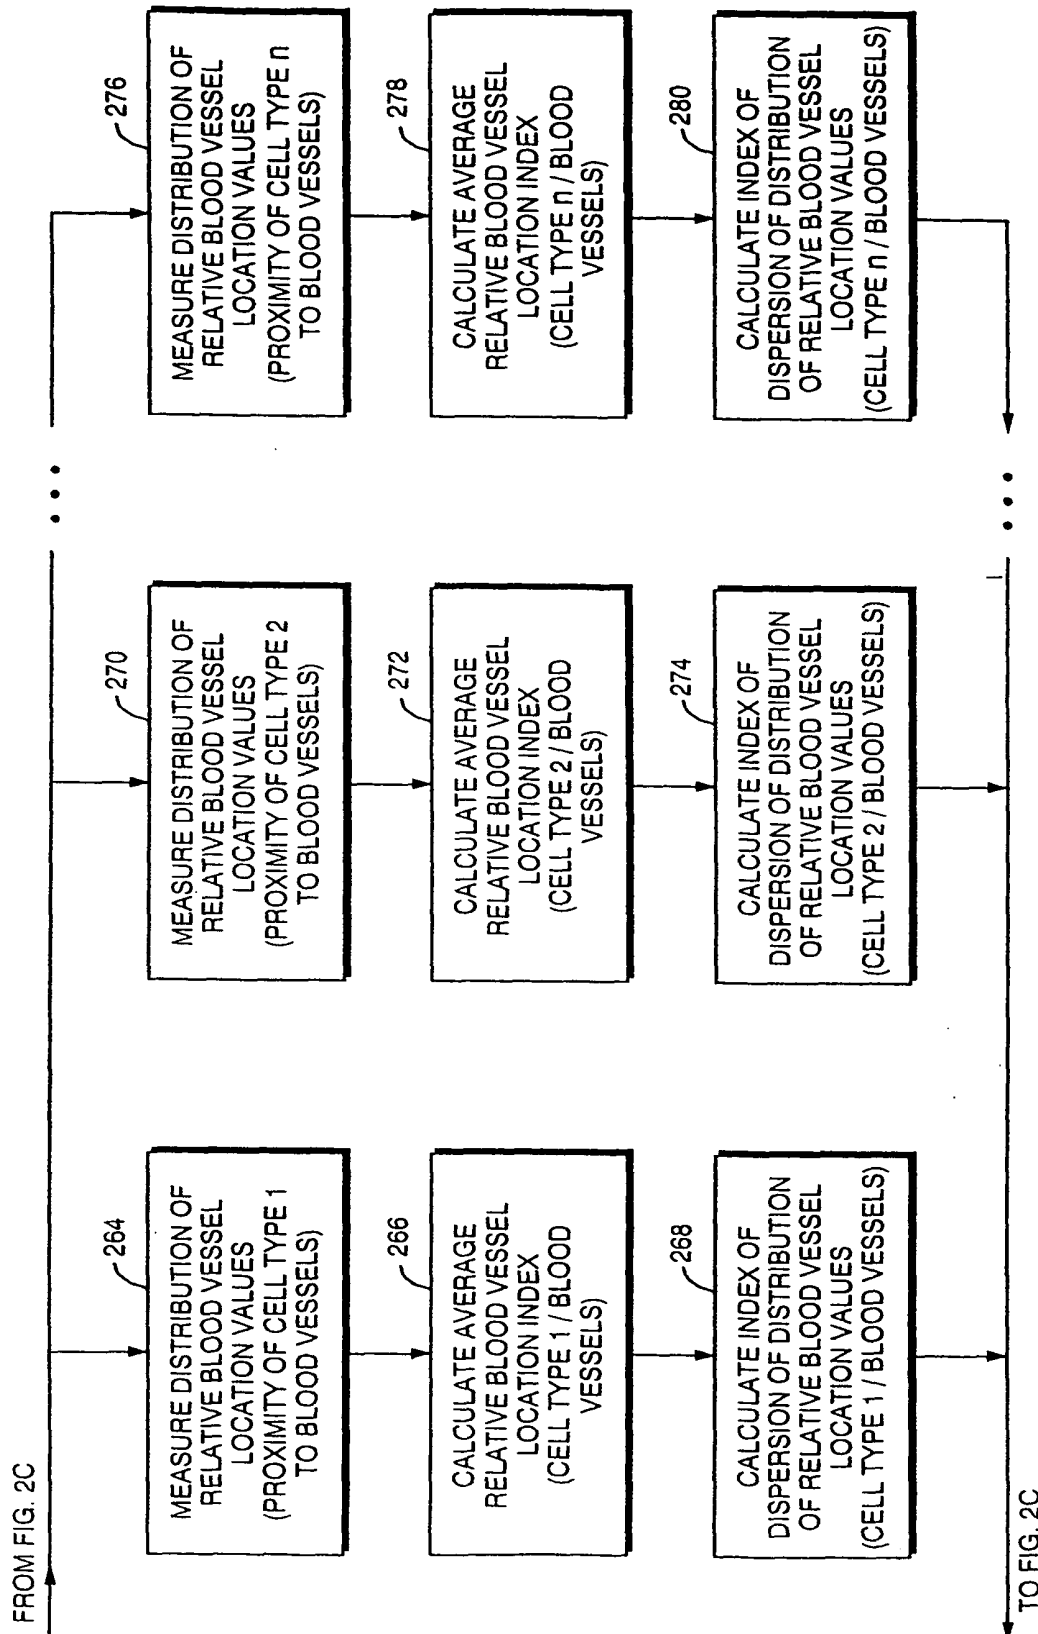 FROM FIG. 2C
264
MEASURE DISTRIBUTION OF
RELATIVE BLOOD VESSEL
LOCATION VALUES
(PROXIMITY OF CELL TYPE 1
TO BLOOD VESSELS)
266
CALCULATE AVERAGE
RELATIVE BLOOD VESSEL
LOCATION INDEX
(CELL TYPE 1 / BLOOD
VESSELS)
268
CALCULATE INDEX OF
DISPERSION OF DISTRIBUTION
OF RELATIVE BLOOD VESSEL
LOCATION VALUES
(CELL TYPE 1 / BLOOD VESSELS)
270
MEASURE DISTRIBUTION OF
RELATIVE BLOOD VESSEL
LOCATION VALUES
(PROXIMITY OF CELL TYPE 2
TO BLOOD VESSELS)
272
CALCULATE AVERAGE
RELATIVE BLOOD VESSEL
LOCATION INDEX
(CELL TYPE 2 / BLOOD
VESSELS)
274
CALCULATE INDEX OF
DISPERSION OF DISTRIBUTION
OF RELATIVE BLOOD VESSEL
LOCATION VALUES
(CELL TYPE 2 / BLOOD VESSELS)
• • •
276
MEASURE DISTRIBUTION OF
RELATIVE BLOOD VESSEL
LOCATION VALUES
(PROXIMITY OF CELL TYPE n
TO BLOOD VESSELS)
278
CALCULATE AVERAGE
RELATIVE BLOOD VESSEL
LOCATION INDEX
(CELL TYPE n / BLOOD
VESSELS)
280
CALCULATE INDEX OF
DISPERSION OF DISTRIBUTION
OF RELATIVE BLOOD VESSEL
LOCATION VALUES
(CELL TYPE n / BLOOD VESSELS)
• • •
TO FIG. 2C